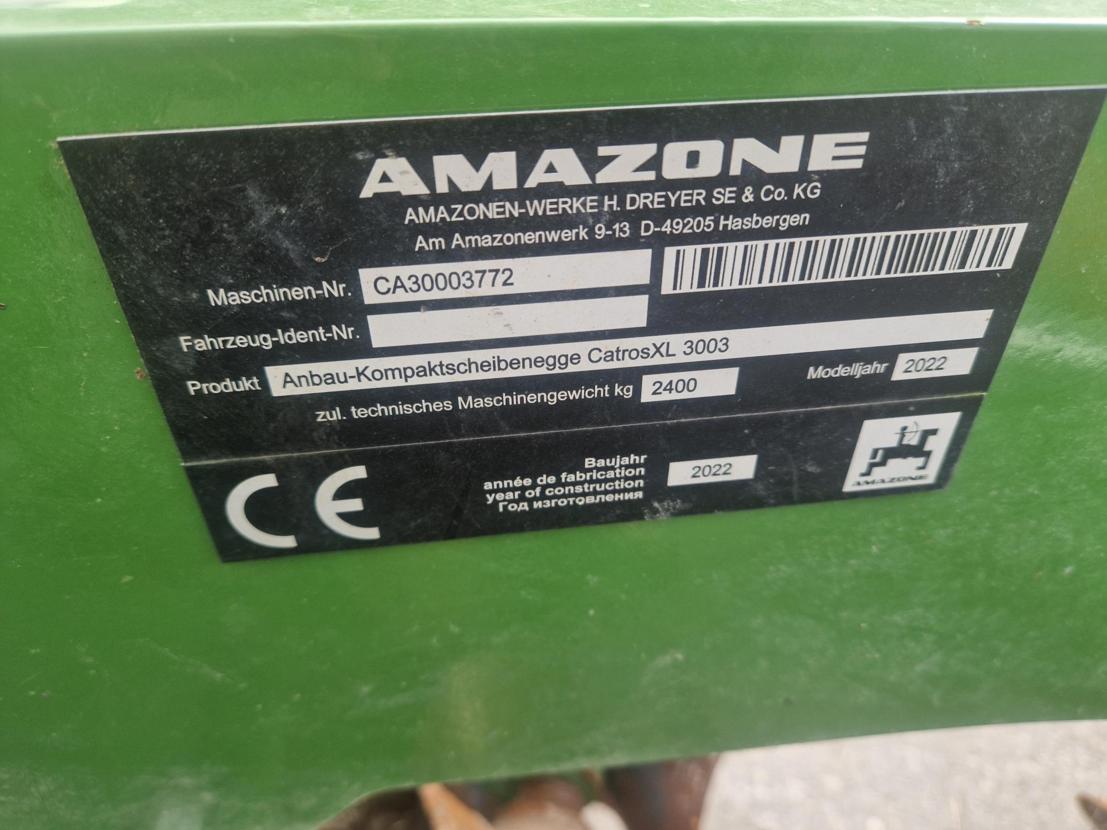 AMAZONE
AMAZONEN-WERKE H. DREYER SE & Co. KG
Am Amazonenwerk 9-13 D-49205 Hasbergen
Maschinen-Nr. CA30003772
Fahrzeug-Ident-Nr.
Produkt Anbau-Kompaktscheibenegge CatrosXL 3003
zul. technisches Maschinengewicht kg 2400
Modelljahr 2022
CE
Baujahr
année de fabrication
year of construction
Год изготовления
2022
AMAZONE